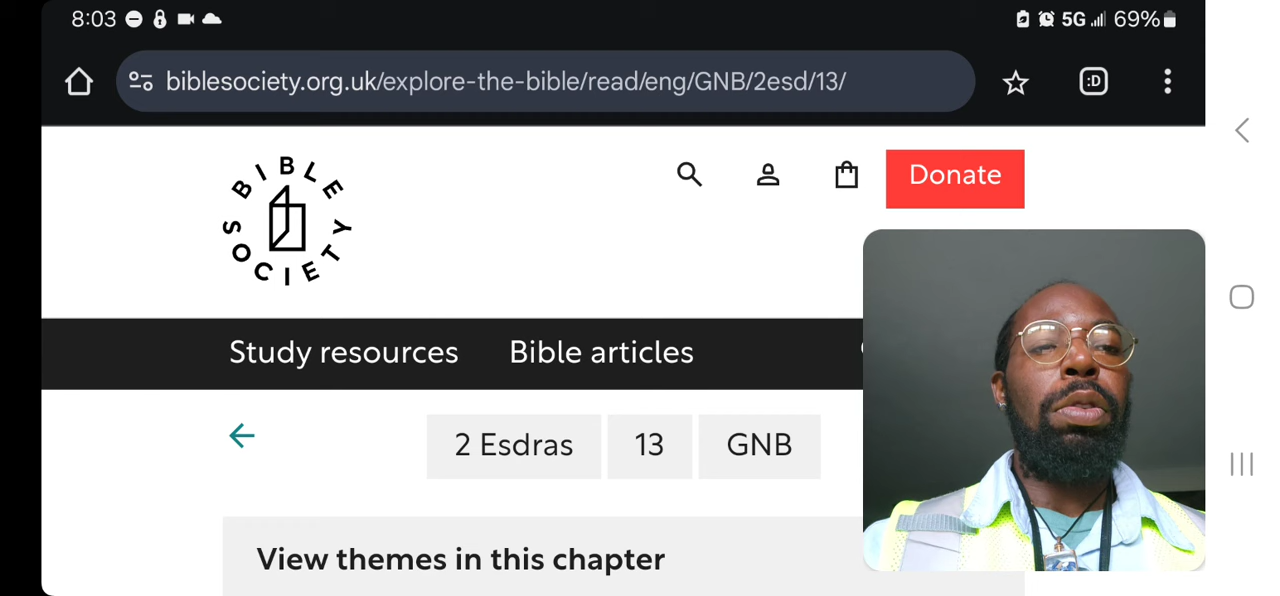 8:03 5G 69%
biblesociety.org.uk/explore-the-bible/read/eng/GNB/2esd/13/
:D
BIBLE SOCIETY
Donate
Study resources Bible articles
2 Esdras 13 GNB
View themes in this chapter